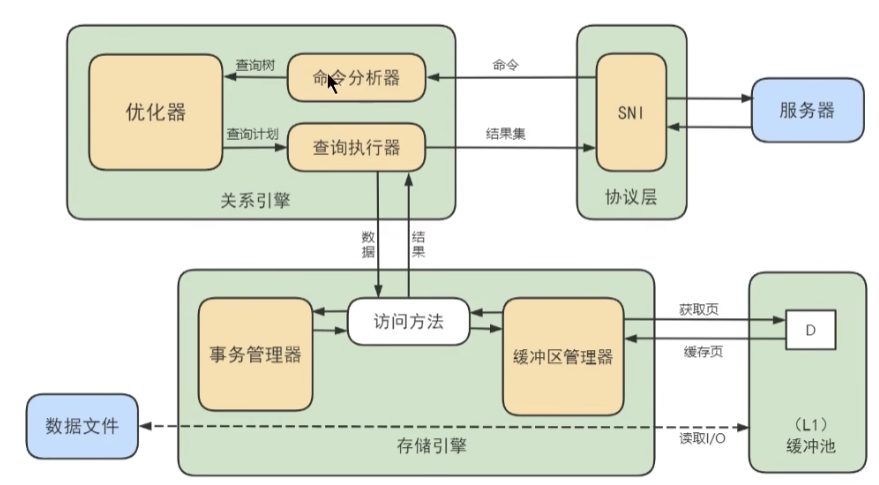 查询树
命令分析器
命令
优化器
SNI
服务器
查询计划
查询执行器
结果集
关系引擎
协议层
数据
结果
访问方法
获取页
D
事务管理器
缓冲区管理器
缓存页
数据文件
存储引擎
读取I/O
（L1）
缓冲池